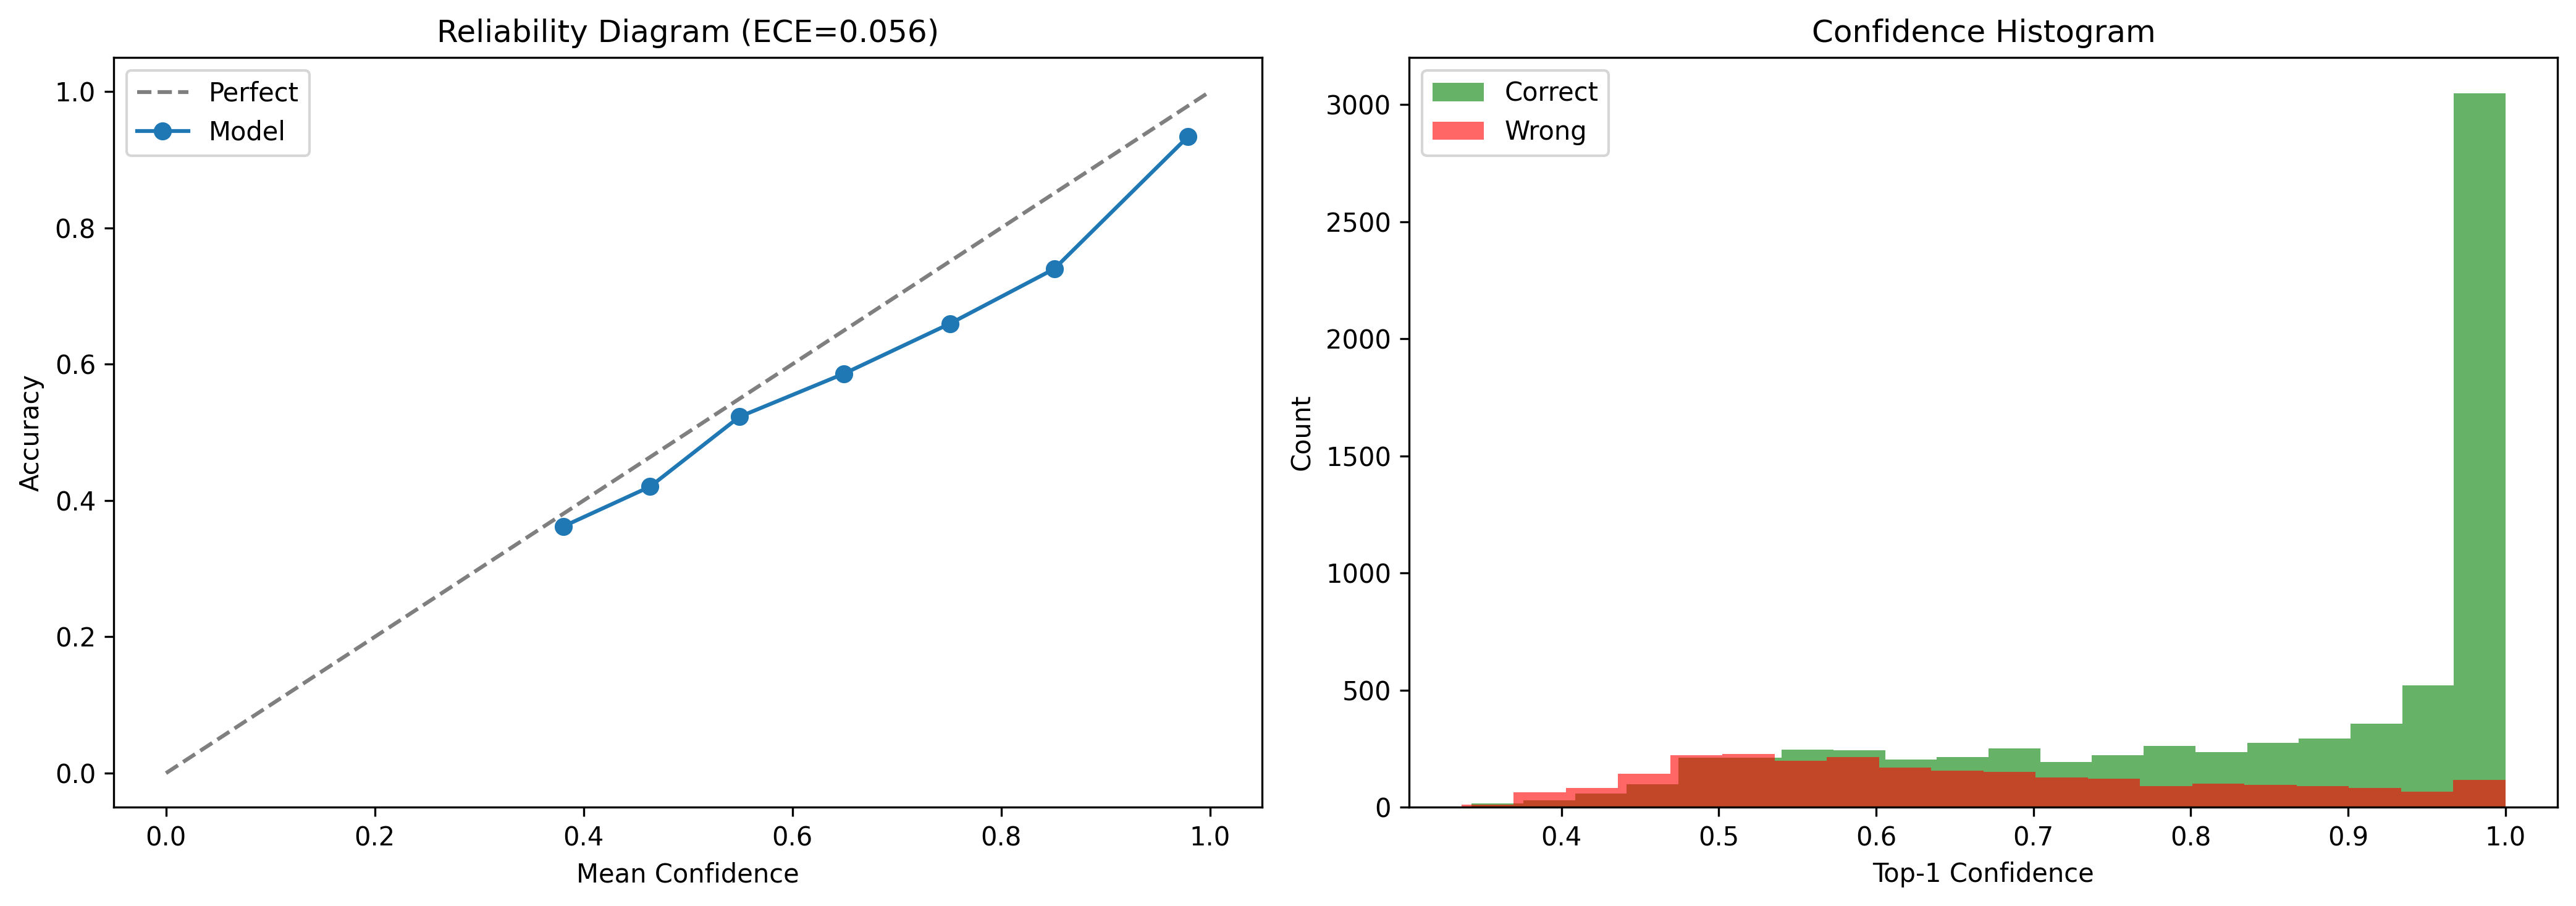 Reliability Diagram (ECE=0.056)
Perfect
Model
1.0
0.8
0.6
0.4
0.2
0.0
Accuracy
0.0 0.2 0.4 0.6 0.8 1.0
Mean Confidence
Confidence Histogram
Correct
Wrong
3000
2500
2000
1500
1000
500
0
Count
0.4 0.5 0.6 0.7 0.8 0.9 1.0
Top-1 Confidence